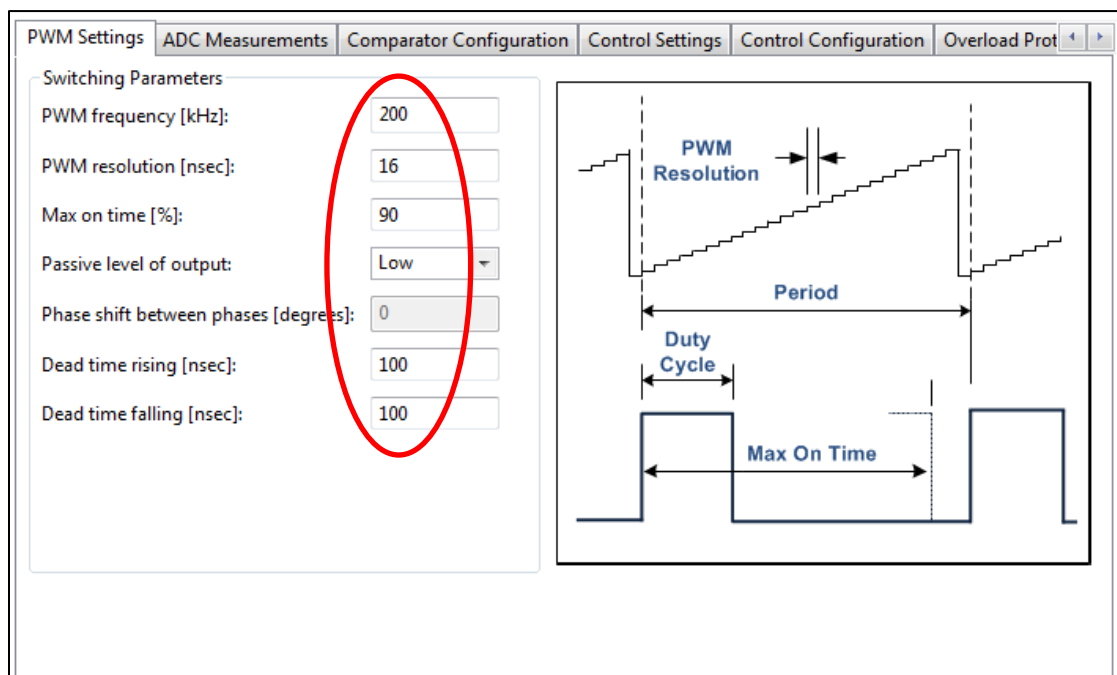 PWM Settings ADC Measurements Comparator Configuration Control Settings Control Configuration Overload Prot
Switching Parameters
PWM frequency [kHz]: 200
PWM resolution [nsec]: 16
Max on time [%]: 90
Passive level of output: Low
Phase shift between phases [degrees]: 0
Dead time rising [nsec]: 100
Dead time falling [nsec]: 100
PWM
Resolution
Period
Duty
Cycle
Max On Time